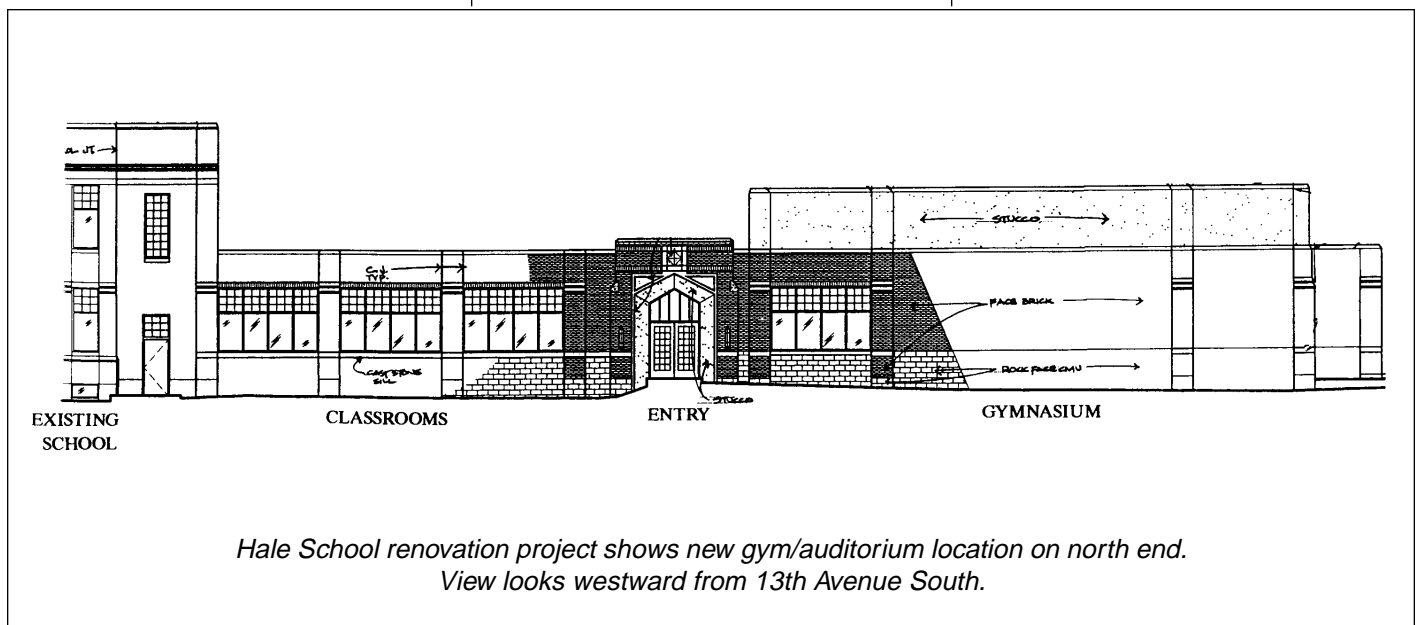 STUCCO
C.J.
TYP.
FACE BRICK
CAST STONE
SILL
ROCK FACE CMU
STUCCO
EXISTING
SCHOOL
CLASSROOMS
ENTRY
GYMNASIUM
Hale School renovation project shows new gym/auditorium location on north end.
View looks westward from 13th Avenue South.